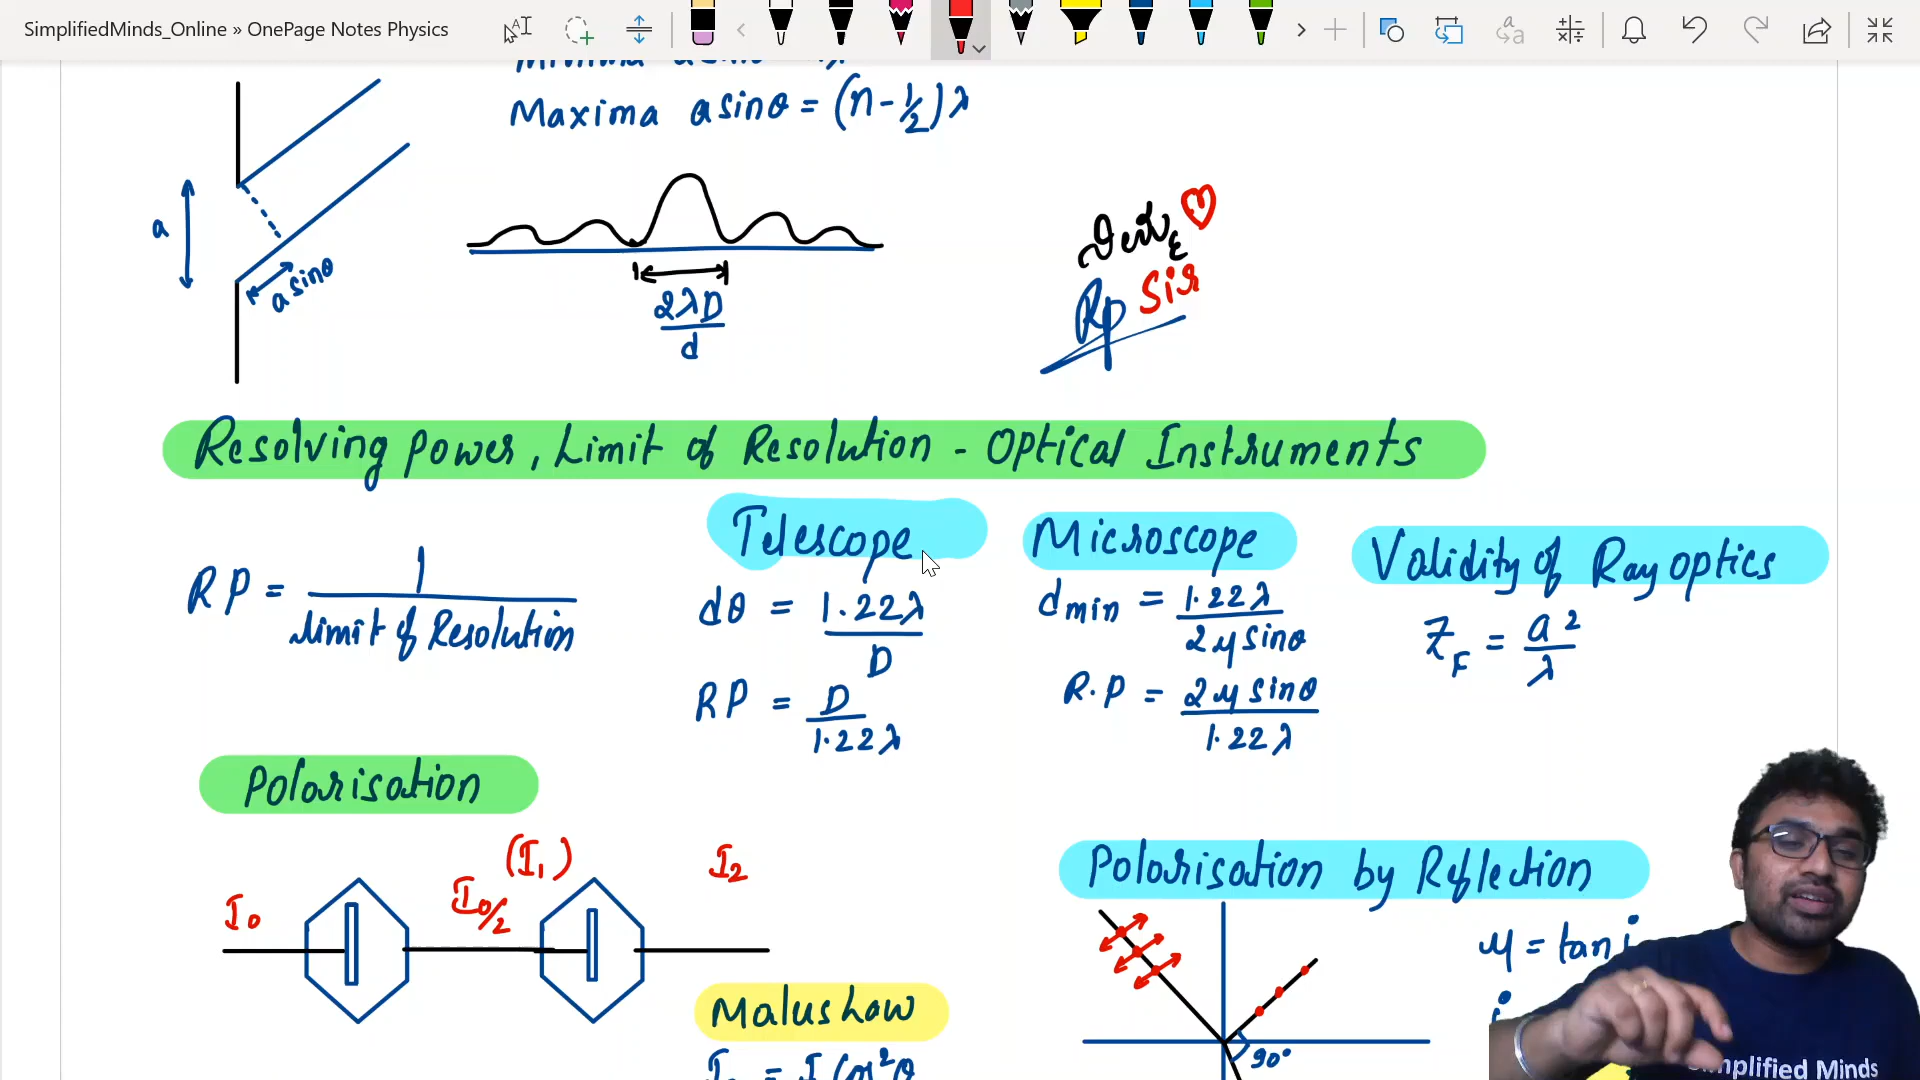 SimplifiedMinds_Online » OnePage Notes Physics
Maxima a sinθ = (n - 1/2) λ
a
a sinθ
2λD
d
Rp Sir
Resolving Power, Limit of Resolution - Optical Instruments
Telescope
Microscope
Validity of Ray optics
RP = 1
Limit of Resolution
dθ = 1.22λ
D
RP = D
1.22λ
dmin = 1.22λ
2μ sinθ
R.P = 2μ sinθ
1.22λ
ZF = a²
λ
Polarisation
I₀
I₀/2
(I₁)
I₂
Malus Law
Polarisation by Reflection
μ = tan i
90°
Simplified Minds